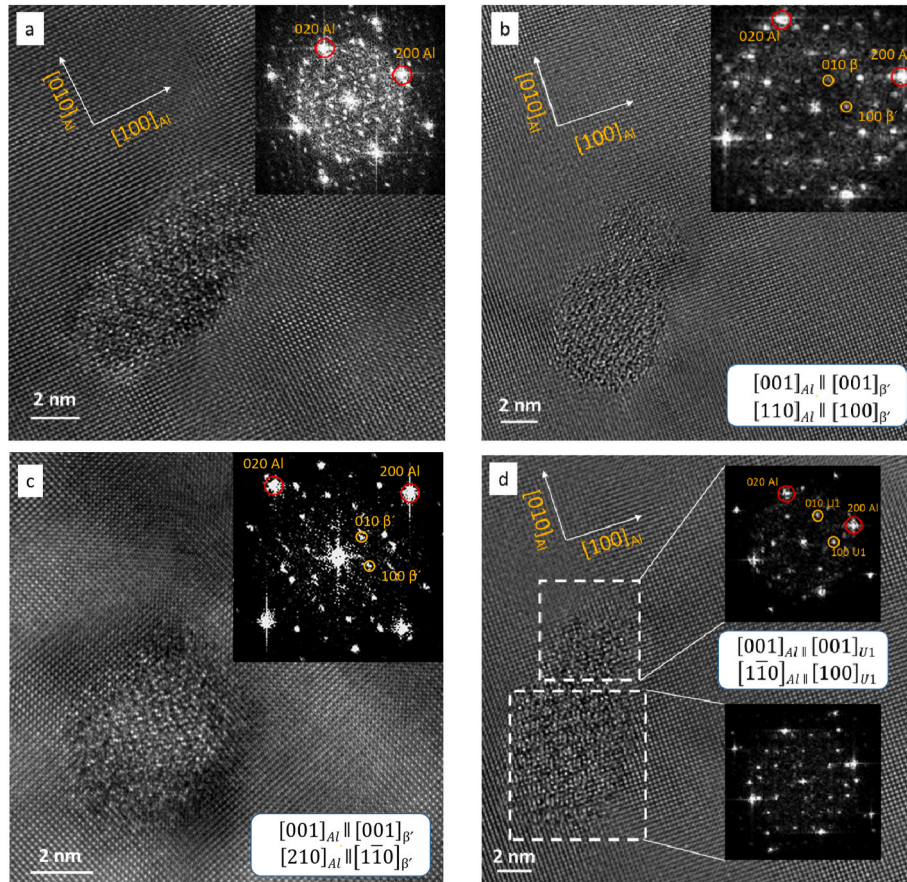 a
020 Al
200 Al
[010]Al
[100]Al
2 nm
b
020 Al
200 Al
010 β
100 β′
[010]Al
[100]Al
[001]Al ∥ [001]β′
[110]Al ∥ [100]β′
2 nm
c
020 Al
200 Al
010 β′
100 β′
[001]Al ∥ [001]β′
[210]Al ∥ [11̅0]β′
2 nm
d
020 Al
010 U1
200 Al
100 U1
[010]Al
[100]Al
[001]Al ∥ [001]U1
[11̅0]Al ∥ [100]U1
2 nm